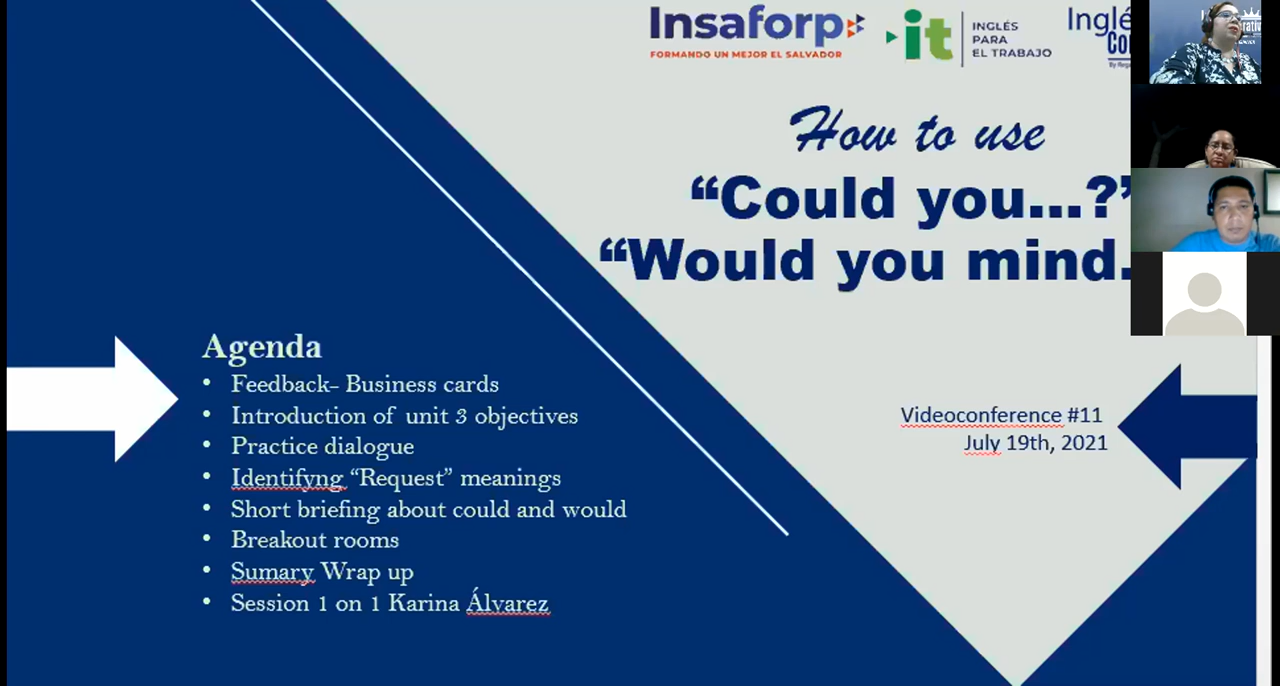 Insaforp
FORMANDO UN MEJOR EL SALVADOR
it
INGLÉS
PARA
EL TRABAJO
Inglé
How to use
“Could you...?”
“Would you mind.
Agenda
• Feedback- Business cards
• Introduction of unit 3 objectives
• Practice dialogue
• Identifyng “Request” meanings
• Short briefing about could and would
• Breakout rooms
• Sumary Wrap up
• Session 1 on 1 Karina Álvarez
Videoconference #11
July 19th, 2021